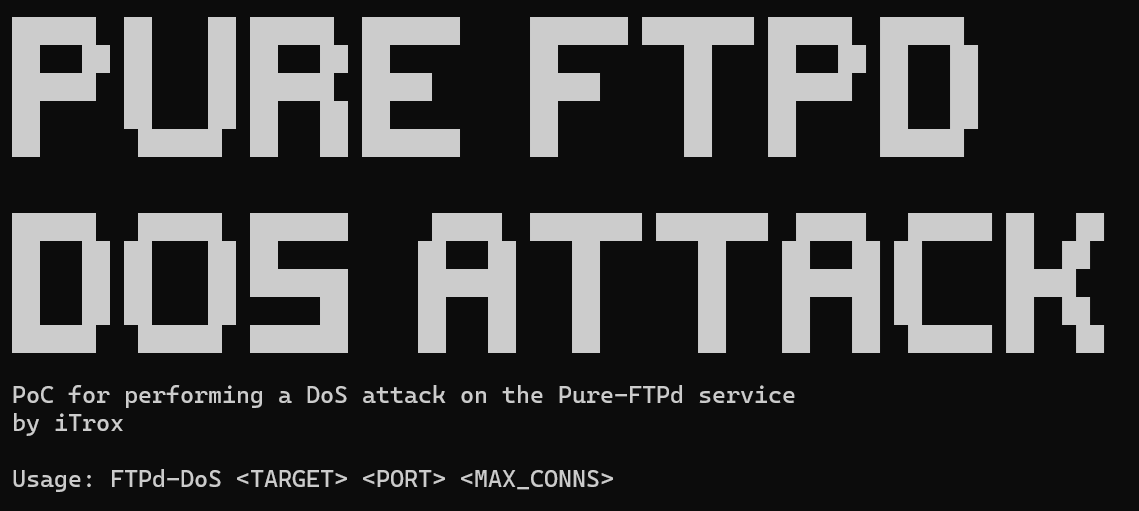 PURE FTPD
DOS ATTACK
PoC for performing a DoS attack on the Pure-FTPd service
by iTrox
Usage: FTPd-DoS <TARGET> <PORT> <MAX_CONNS>